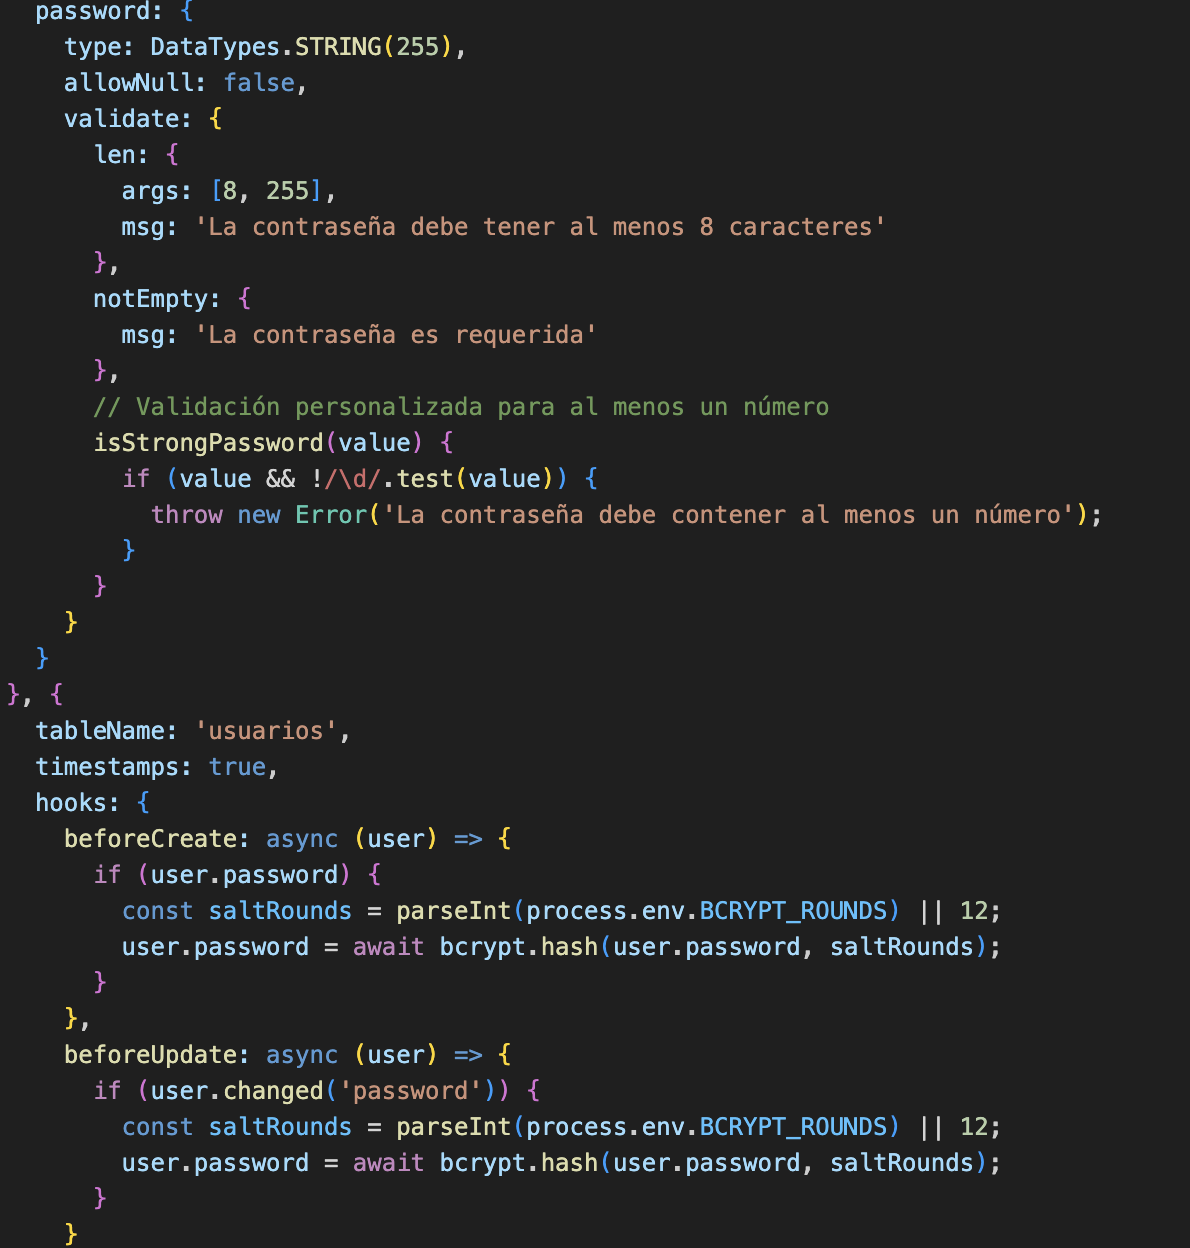 password: {
type: DataTypes.STRING(255),
allowNull: false,
validate: {
len: {
args: [8, 255],
msg: 'La contraseña debe tener al menos 8 caracteres'
},
notEmpty: {
msg: 'La contraseña es requerida'
},
// Validación personalizada para al menos un número
isStrongPassword(value) {
if (value && !/\d/.test(value)) {
throw new Error('La contraseña debe contener al menos un número');
}
}
}
}
}, {
tableName: 'usuarios',
timestamps: true,
hooks: {
beforeCreate: async (user) => {
if (user.password) {
const saltRounds = parseInt(process.env.BCRYPT_ROUNDS) || 12;
user.password = await bcrypt.hash(user.password, saltRounds);
}
},
beforeUpdate: async (user) => {
if (user.changed('password')) {
const saltRounds = parseInt(process.env.BCRYPT_ROUNDS) || 12;
user.password = await bcrypt.hash(user.password, saltRounds);
}
}